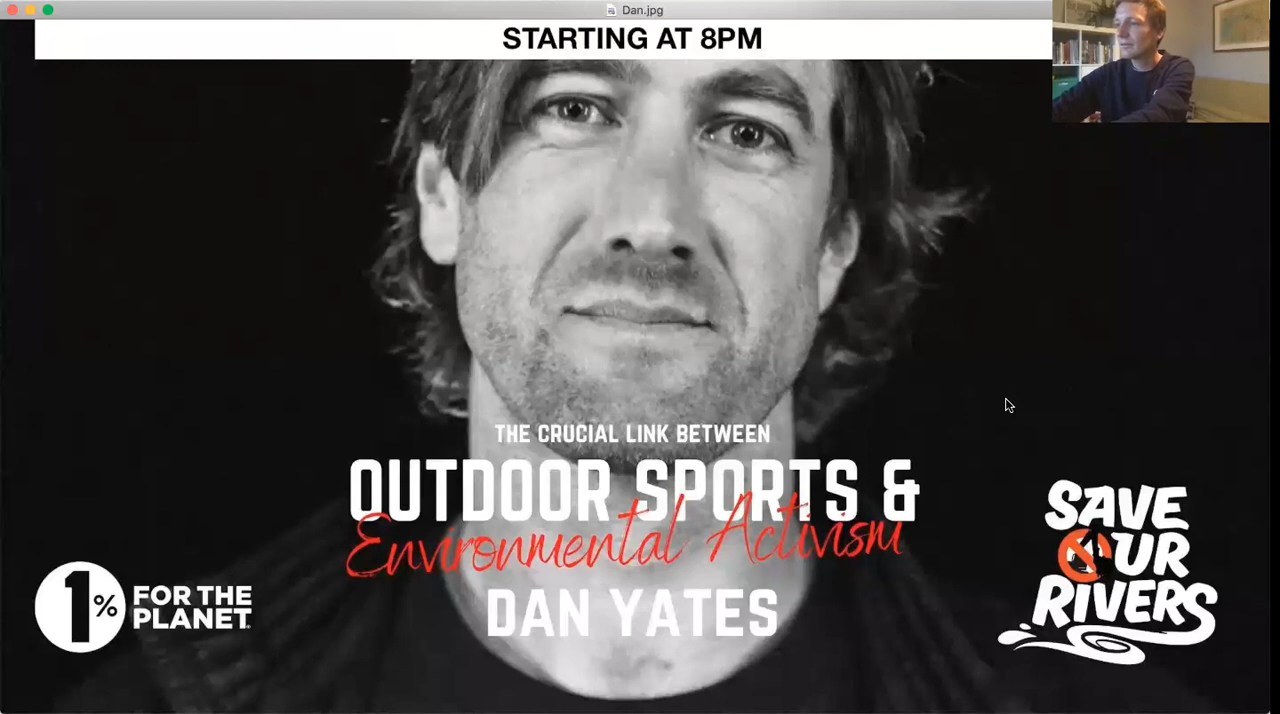 Dan.jpg
STARTING AT 8PM
THE CRUCIAL LINK BETWEEN
OUTDOOR SPORTS &
Environmental Activism
DAN YATES
1% FOR THE
PLANET
SAVE
OUR
RIVERS